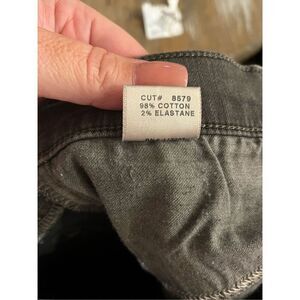 CUT# 8579
98% COTTON
2% ELASTANE